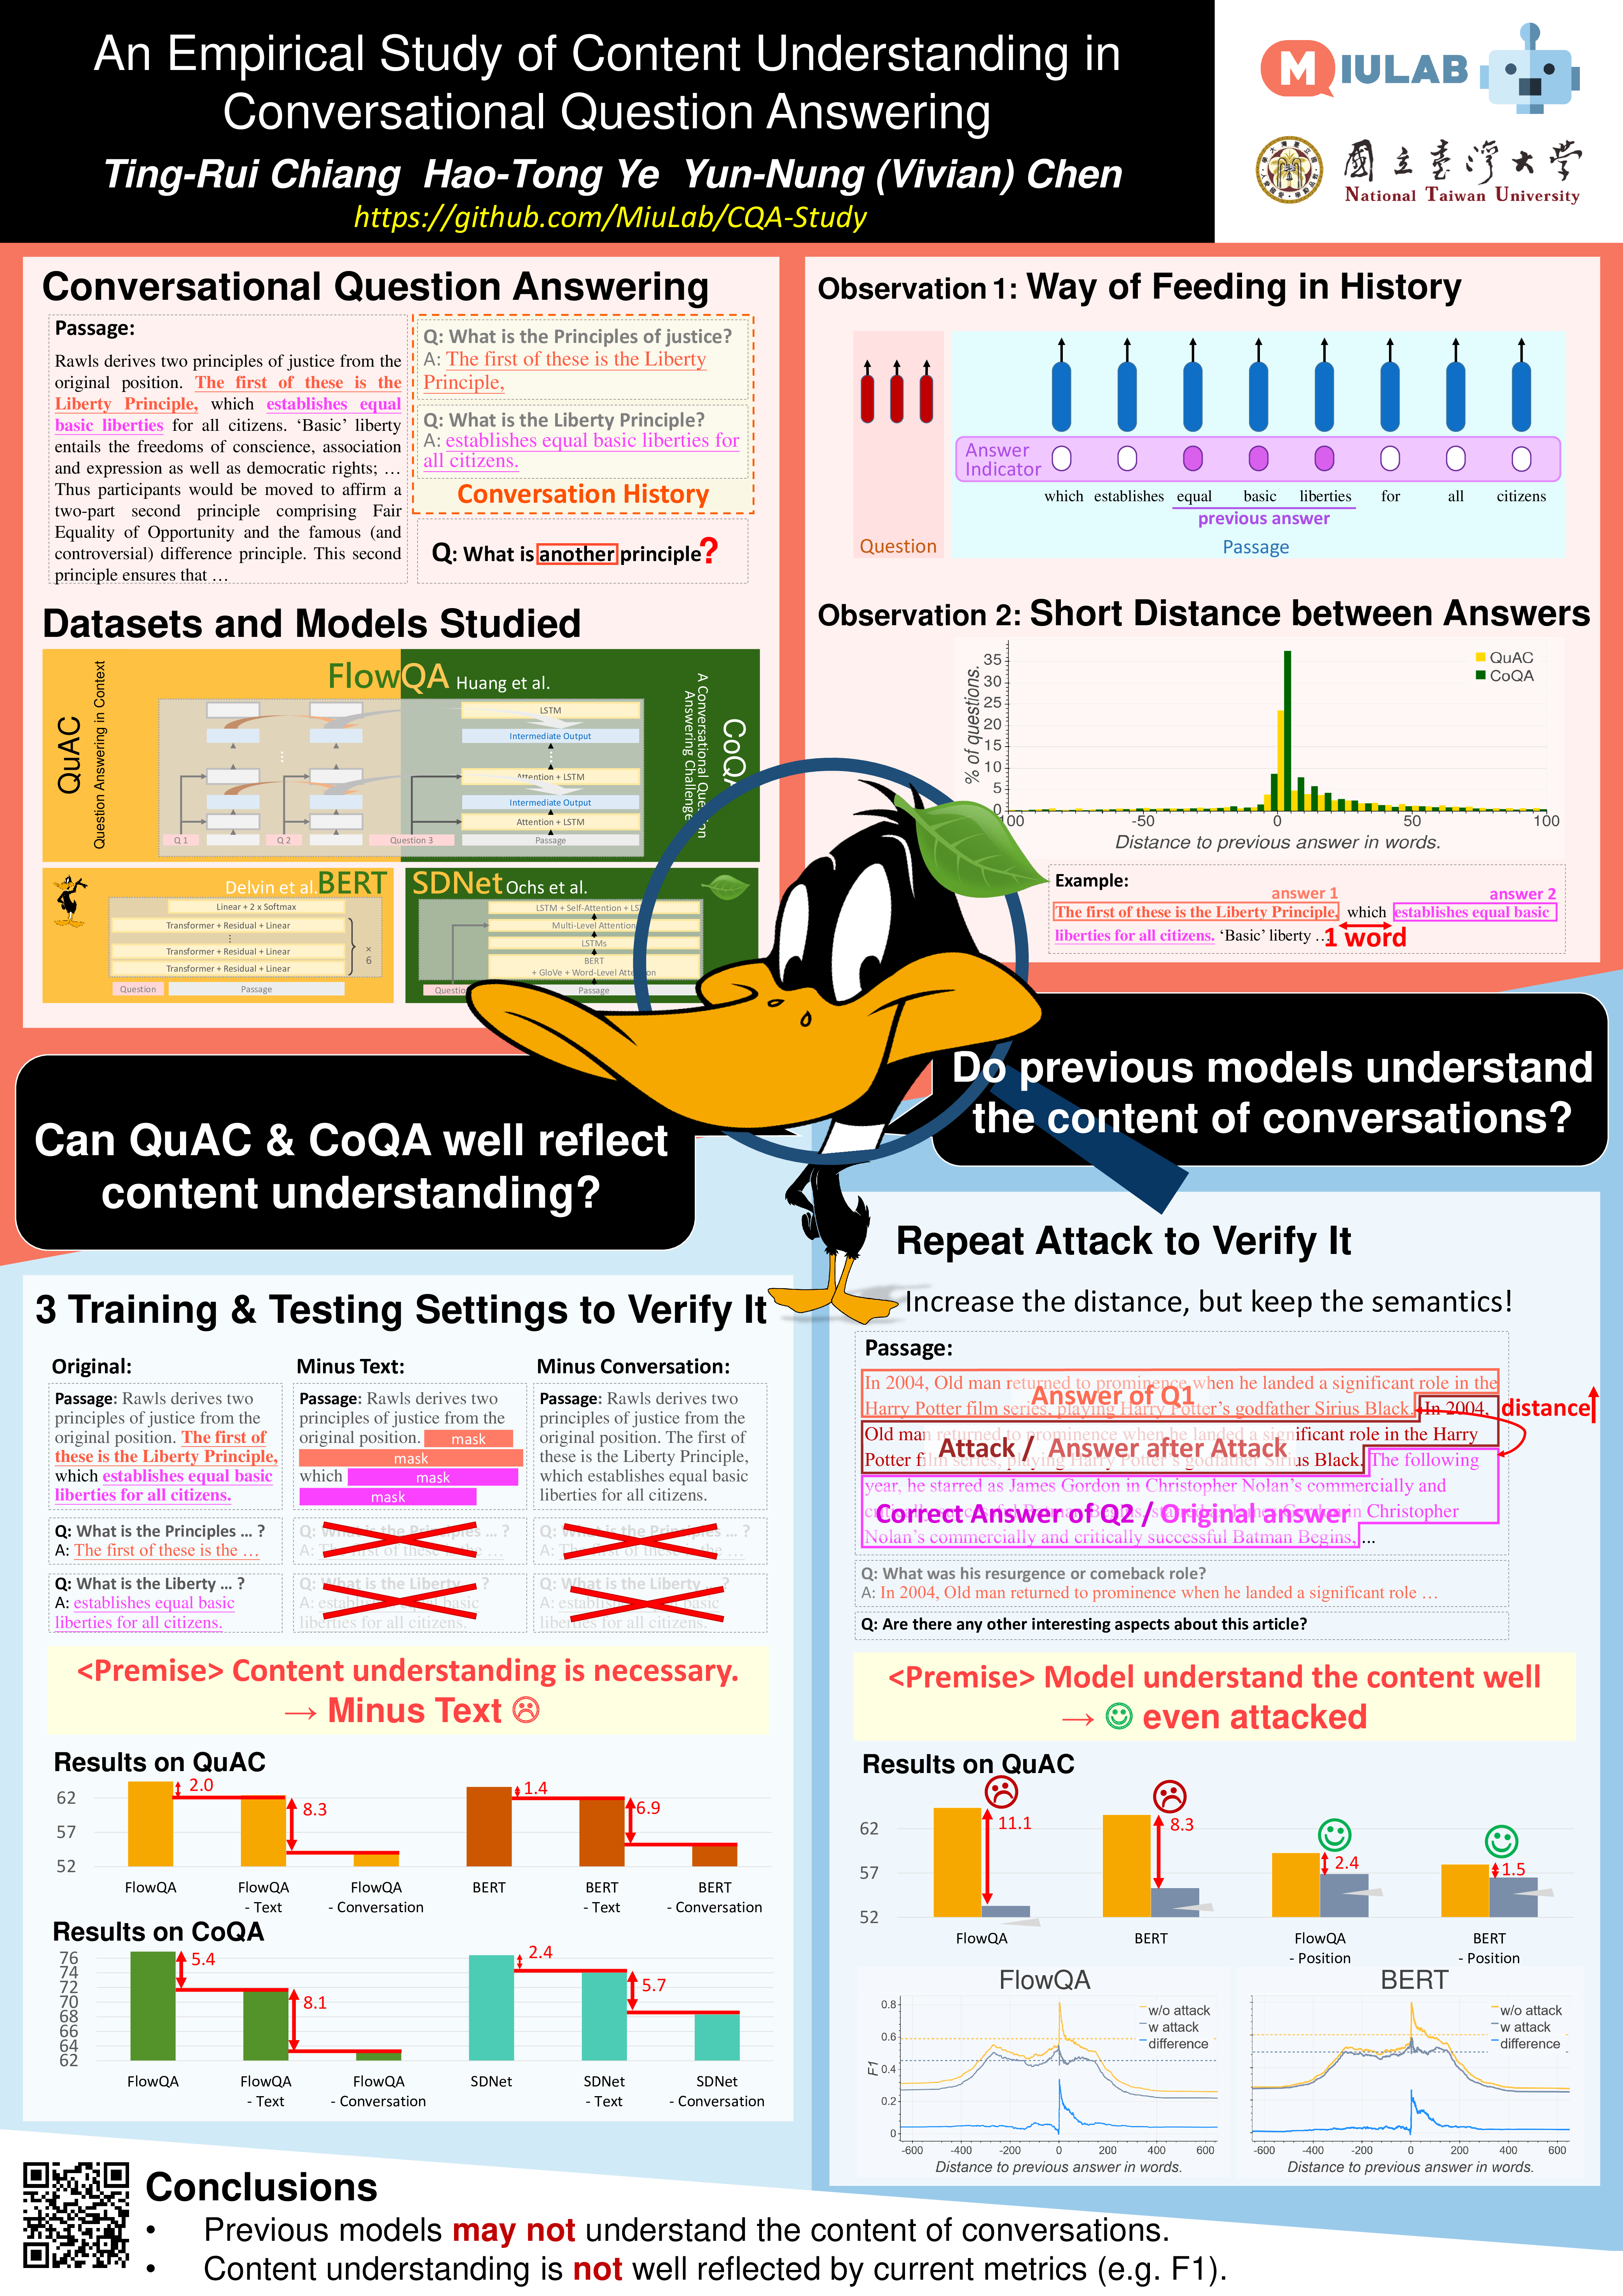 An Empirical Study of Content Understanding in
Conversational Question Answering
Ting-Rui Chiang  Hao-Tong Ye  Yun-Nung (Vivian) Chen
https://github.com/MiuLab/CQA-Study
MIULAB
國立臺灣大學
National Taiwan University
Conversational Question Answering
Passage:
Rawls derives two principles of justice from the
original position. The first of these is the
Liberty Principle, which establishes equal
basic liberties for all citizens. 'Basic' liberty
entails the freedoms of conscience, association
and expression as well as democratic rights; …
Thus participants would be moved to affirm a
two-part second principle comprising Fair
Equality of Opportunity and the famous (and
controversial) difference principle. This second
principle ensures that …
Q: What is the Principles of justice?
A: The first of these is the Liberty
Principle,
Q: What is the Liberty Principle?
A: establishes equal basic liberties for
all citizens.
Conversation History
Q: What is another principle?
Datasets and Models Studied
QuAC
Question Answering in Context
FlowQA Huang et al.
LSTM
Intermediate Output
Attention + LSTM
Intermediate Output
Attention + LSTM
Q 1
Q 2
Question 3
Passage
CoQA
A Conversational Question
Answering Challenge
Delvin et al. BERT
Linear + 2 x Softmax
Transformer + Residual + Linear
⋮
Transformer + Residual + Linear
Transformer + Residual + Linear
× 6
Question
Passage
SDNet Ochs et al.
LSTM + Self-Attention +
Multi-Level Attention
LSTMs
BERT
+ GloVe + Word-Level Attention
Question
Passage
Observation 1: Way of Feeding in History
Answer
Indicator
which establishes equal basic liberties for all citizens
previous answer
Question
Passage
Observation 2: Short Distance between Answers
% of questions.
35
30
25
20
15
10
5
0
QuAC
CoQA
100 -50 0 50 100
Distance to previous answer in words.
Example:
answer 1
answer 2
The first of these is the Liberty Principle, which establishes equal basic
liberties for all citizens. 'Basic' liberty …
1 word
Can QuAC & CoQA well reflect
content understanding?
Do previous models understand
the content of conversations?
3 Training & Testing Settings to Verify It
Original:
Passage: Rawls derives two
principles of justice from the
original position. The first of
these is the Liberty Principle,
which establishes equal basic
liberties for all citizens.
Q: What is the Principles … ?
A: The first of these is the …
Q: What is the Liberty … ?
A: establishes equal basic
liberties for all citizens.
Minus Text:
Passage: Rawls derives two
principles of justice from the
original position. mask
mask
which mask
mask
Q: What is the Principles … ?
A: The first of these is the …
Q: What is the Liberty … ?
A: establishes equal basic
liberties for all citizens.
Minus Conversation:
Passage: Rawls derives two
principles of justice from the
original position. The first of
these is the Liberty Principle,
which establishes equal basic
liberties for all citizens.
Q: What is the Principles … ?
A: The first of these is the …
Q: What is the Liberty … ?
A: establishes equal basic
liberties for all citizens.
<Premise> Content understanding is necessary.
→ Minus Text ☹
Results on QuAC
62
57
52
2.0
8.3
1.4
6.9
FlowQA
FlowQA
- Text
FlowQA
- Conversation
BERT
BERT
- Text
BERT
- Conversation
Results on CoQA
76
74
72
70
68
66
64
62
5.4
8.1
2.4
5.7
FlowQA
FlowQA
- Text
FlowQA
- Conversation
SDNet
SDNet
- Text
SDNet
- Conversation
Repeat Attack to Verify It
Increase the distance, but keep the semantics!
Passage:
In 2004, Old man returned to prominence when he landed a significant role in the
Harry Potter film series, playing Harry Potter's godfather Sirius Black. In 2004,
Old man returned to prominence when he landed a significant role in the Harry
Potter film series, playing Harry Potter's godfather Sirius Black. The following
year, he starred as James Gordon in Christopher Nolan's commercially and
critically successful Batman Begins, James Gordon in Christopher
Nolan's commercially and critically successful Batman Begins, ...
Answer of Q1
Attack / Answer after Attack
Correct Answer of Q2 / Original answer
distance
Q: What was his resurgence or comeback role?
A: In 2004, Old man returned to prominence when he landed a significant role …
Q: Are there any other interesting aspects about this article?
<Premise> Model understand the content well
→ ☺ even attacked
Results on QuAC
62
57
52
11.1
8.3
2.4
1.5
FlowQA
BERT
FlowQA
- Position
BERT
- Position
FlowQA
F1
0.8
0.6
0.4
0.2
0
w/o attack
w attack
difference
-600 -400 -200 0 200 400 600
Distance to previous answer in words.
BERT
w/o attack
w attack
difference
-600 -400 -200 0 200 400 600
Distance to previous answer in words.
Conclusions
• Previous models may not understand the content of conversations.
• Content understanding is not well reflected by current metrics (e.g. F1).